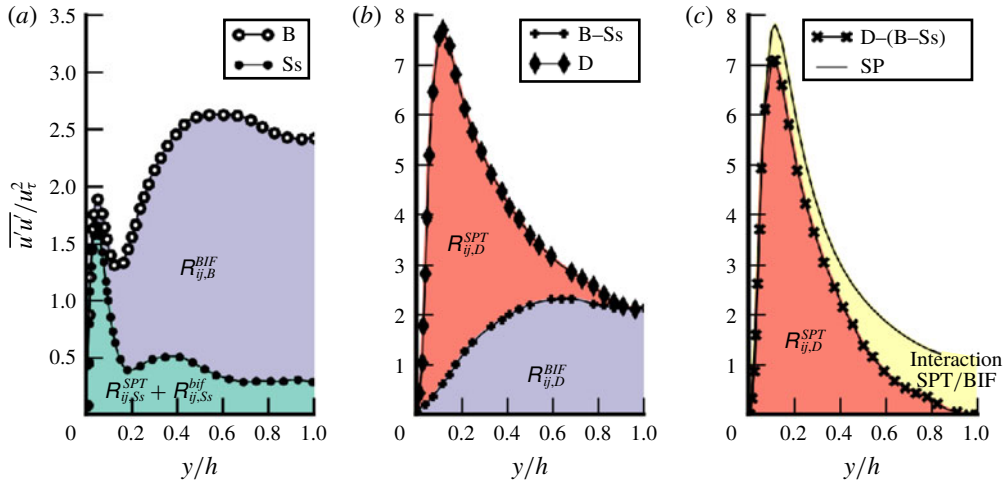 (a)
3.5
3.0
2.5
2.0
1.5
1.0
0.5
0
0.2
0.4
0.6
0.8
1.0
u′u′/u²τ
y/h
B
Ss
R^{BIF}_{ij,B}
R^{SPT}_{ij,Ss} + R^{bif}_{ij,Ss}
(b)
8
7
6
5
4
3
2
1
0
0.2
0.4
0.6
0.8
1.0
y/h
B–Ss
D
R^{SPT}_{ij,D}
R^{BIF}_{ij,D}
(c)
8
7
6
5
4
3
2
1
0
0.2
0.4
0.6
0.8
1.0
y/h
D–(B–Ss)
SP
R^{SPT}_{ij,D}
Interaction
SPT/BIF